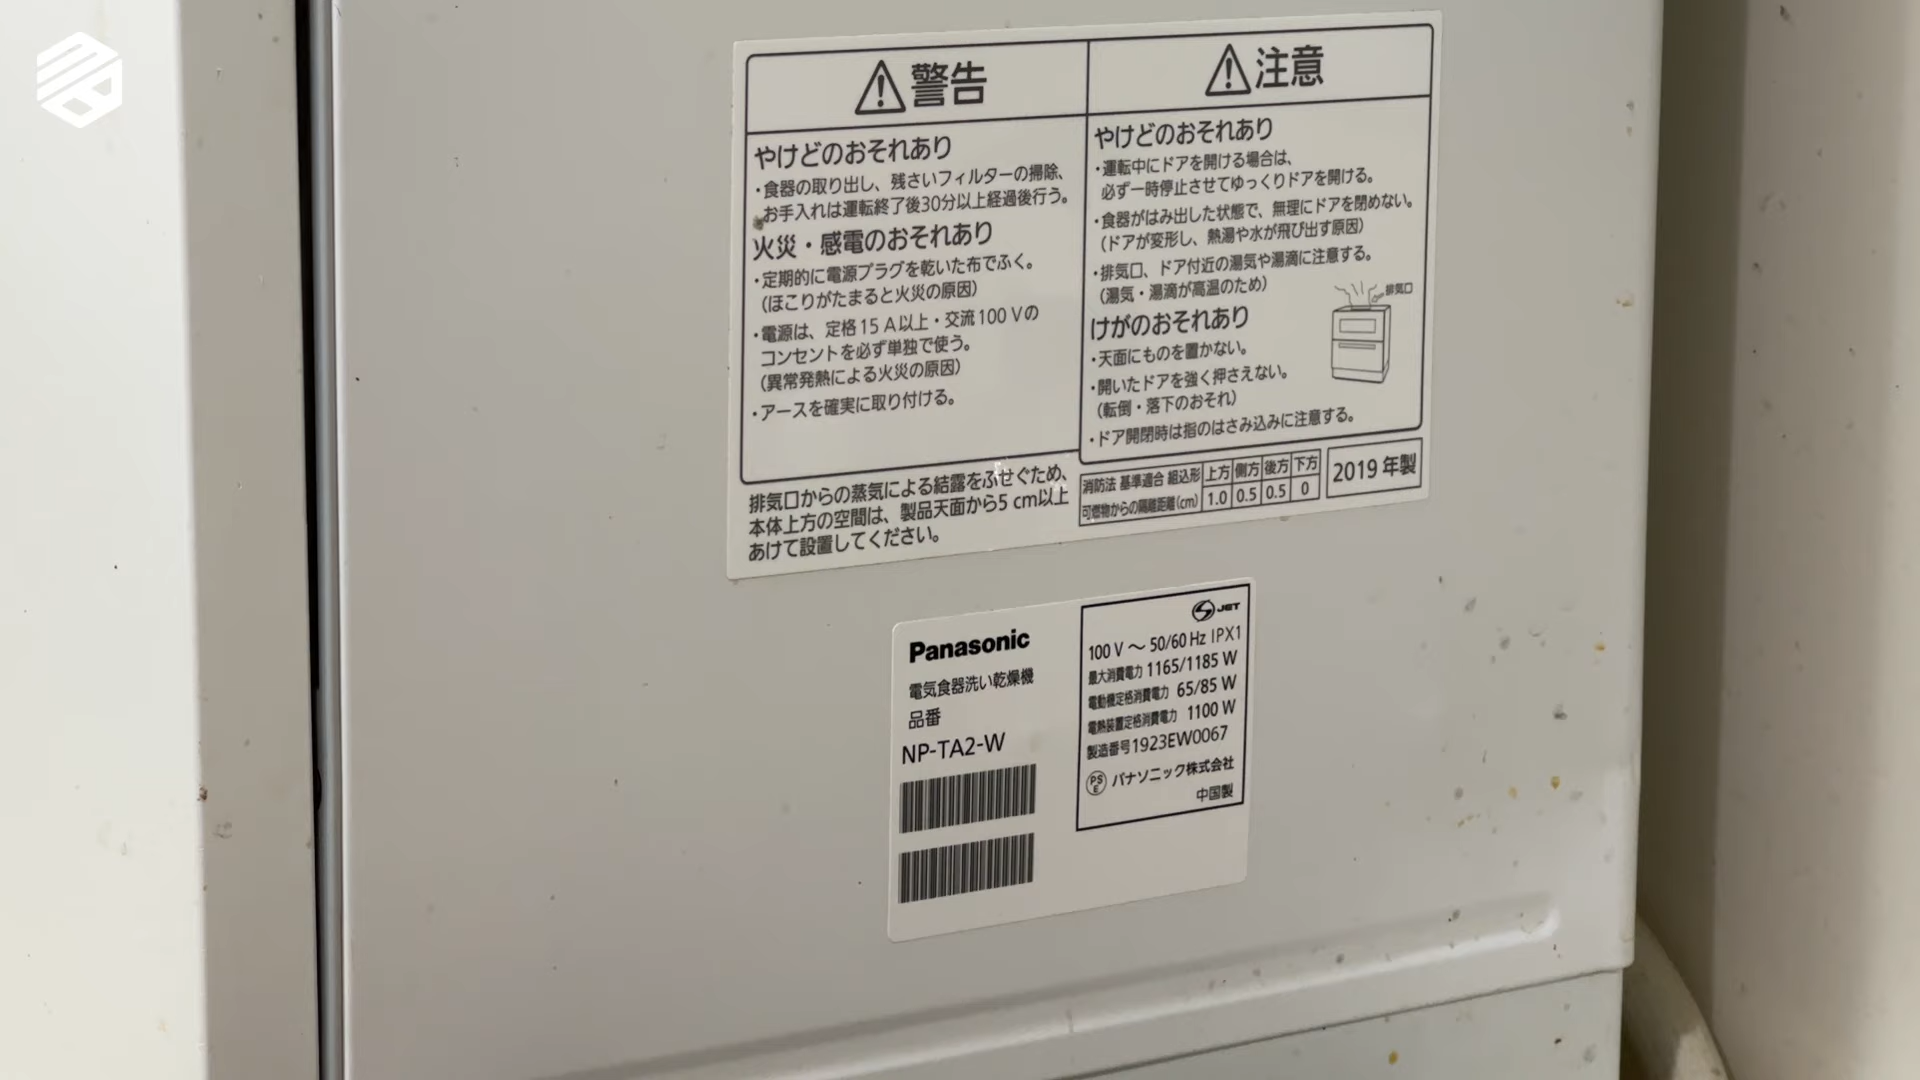 警告
やけどのおそれあり
・食器の取り出し、残さいフィルターの掃除、
お手入れは運転終了後30分以上経過後行う。
火災・感電のおそれあり
・定期的に電源プラグを乾いた布でふく。
(ほこりがたまると火災の原因)
・電源は、定格15 A以上・交流100 Vの
コンセントを必ず単独で使う。
(異常発熱による火災の原因)
・アースを確実に取り付ける。
注意
やけどのおそれあり
・運転中にドアを開ける場合は、
必ず一時停止させてゆっくりドアを開ける。
・食器がはみ出した状態で、無理にドアを閉めない。
(ドアが変形し、熱湯や水が飛び出す原因)
・排気口、ドア付近の湯気や湯滴に注意する。
(湯気・湯滴が高温のため)
排気口
けがのおそれあり
・天面にものを置かない。
・開いたドアを強く押さえない。
(転倒・落下のおそれ)
・ドア開閉時は指のはさみ込みに注意する。
排気口からの蒸気による結露をふせぐため、
本体上方の空間は、製品天面から5 cm以上
あけて設置してください。
消防法 基準適合 組込形 上方 側方 後方 下方
可燃物からの隔離距離(cm) 1.0 0.5 0.5 0
2019 年製
Panasonic
電気食器洗い乾燥機
品番
NP-TA2-W
JET
100 V ～ 50/60 Hz IPX1
最大消費電力 1165/1185 W
電動機定格消費電力 65/85 W
電熱装置定格消費電力 1100 W
製造番号1923EW0067
PS
E
パナソニック株式会社
中国製